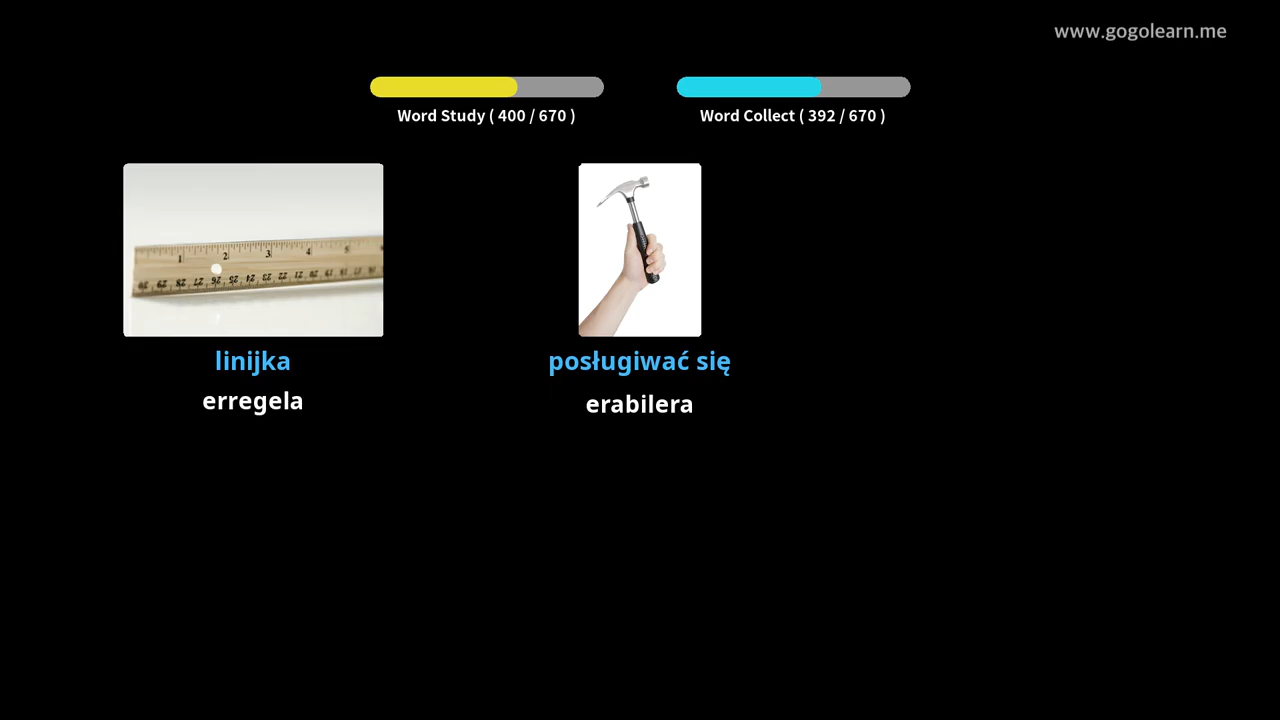 www.gogolearn.me
Word Study ( 400 / 670 )
Word Collect ( 392 / 670 )
linijka
posługiwać się
erregela
erabilera